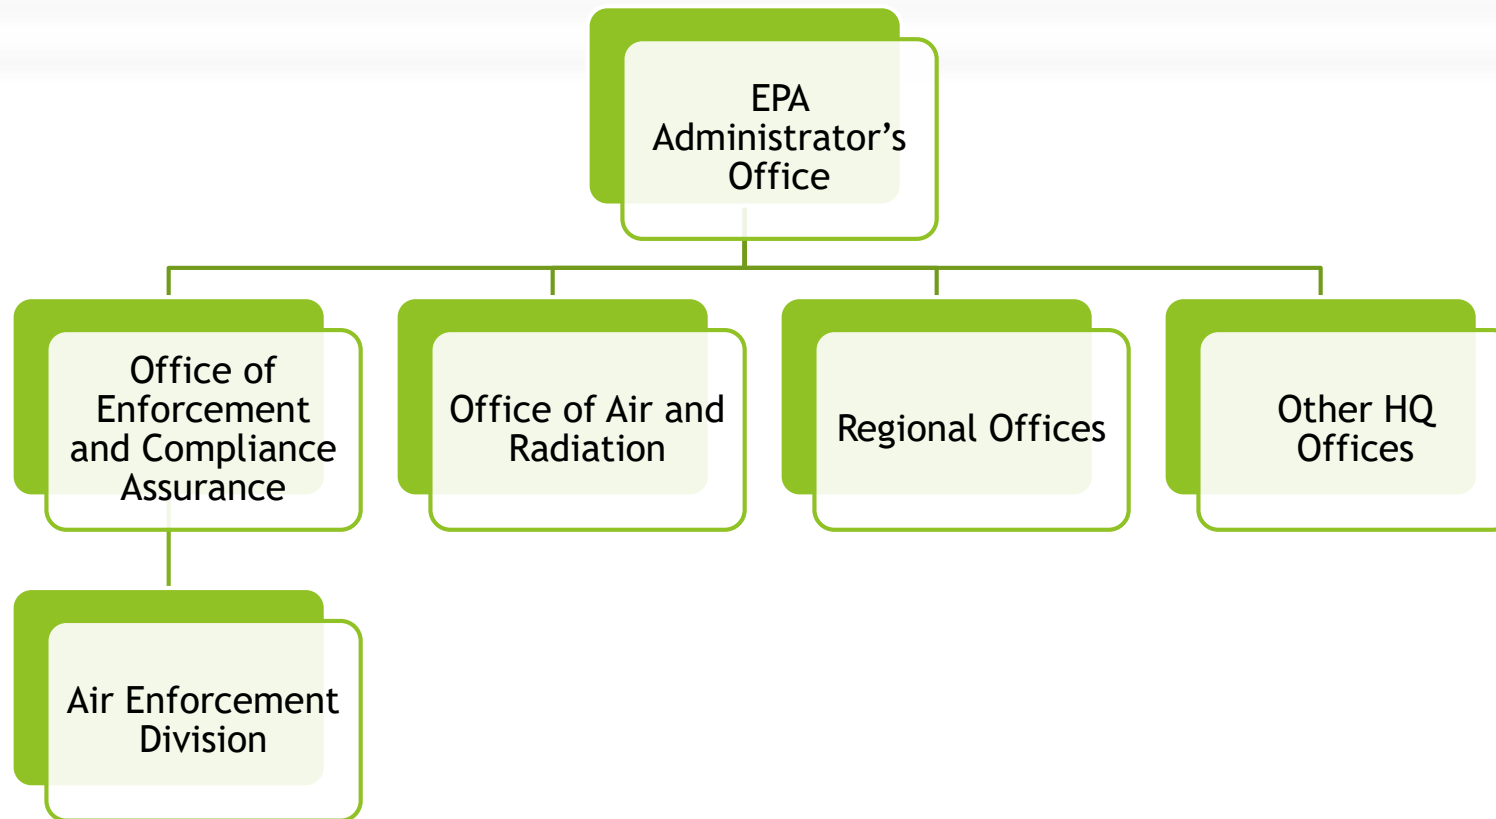 EPA
Administrator’s
Office
Office of
Enforcement
and Compliance
Assurance
Office of Air and
Radiation
Regional Offices
Other HQ
Offices
Air Enforcement
Division